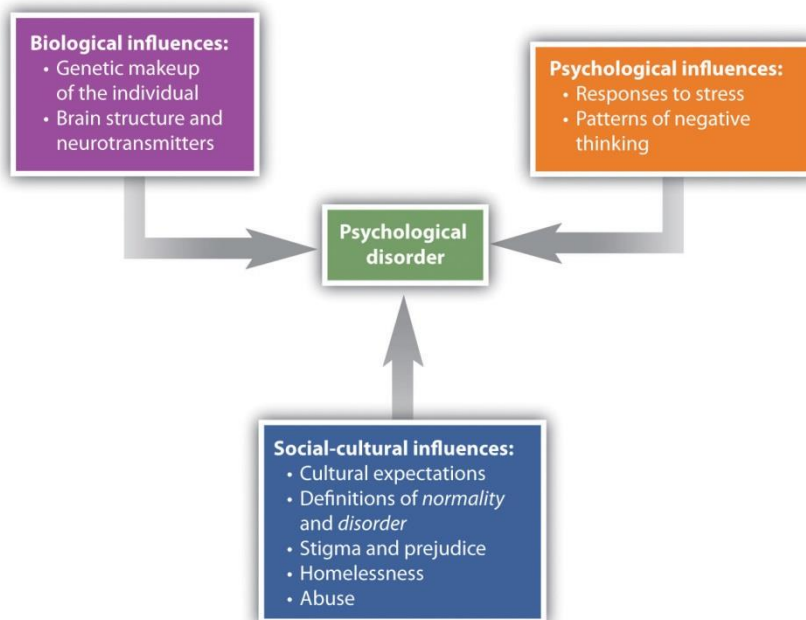 Biological influences:
• Genetic makeup
of the individual
• Brain structure and
neurotransmitters
Psychological influences:
• Responses to stress
• Patterns of negative
thinking
Psychological
disorder
Social-cultural influences:
• Cultural expectations
• Definitions of normality
and disorder
• Stigma and prejudice
• Homelessness
• Abuse